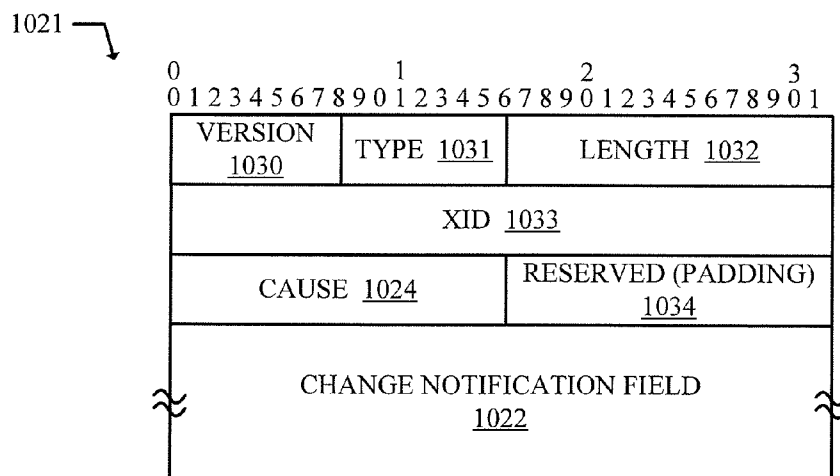 1021
0 1 2 3
0 1 2 3 4 5 6 7 8 9 0 1 2 3 4 5 6 7 8 9 0 1 2 3 4 5 6 7 8 9 0 1
VERSION TYPE 1031 LENGTH 1032
1030
XID 1033
CAUSE 1024 RESERVED (PADDING)
1034
CHANGE NOTIFICATION FIELD
1022